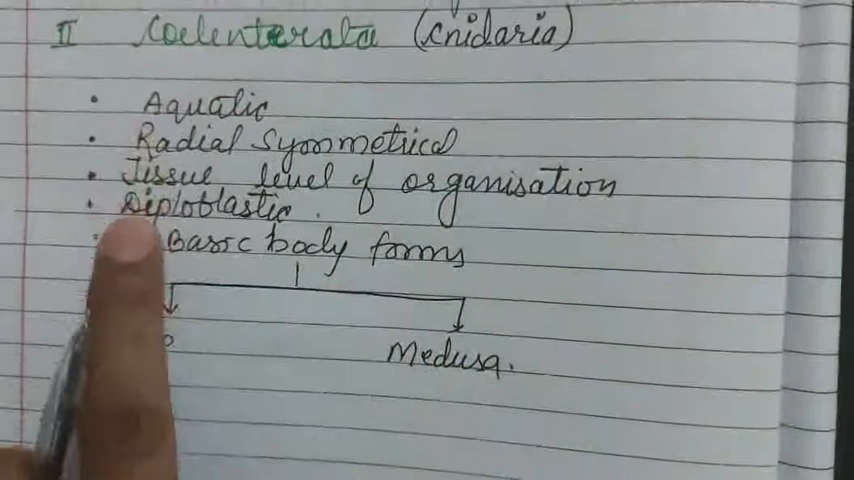 II Coelenterata (Cnidaria)
• Aquatic
• Radial Symmetrical
• Tissue level of organisation
• Diploblastic.
Basic body forms
Medusa.